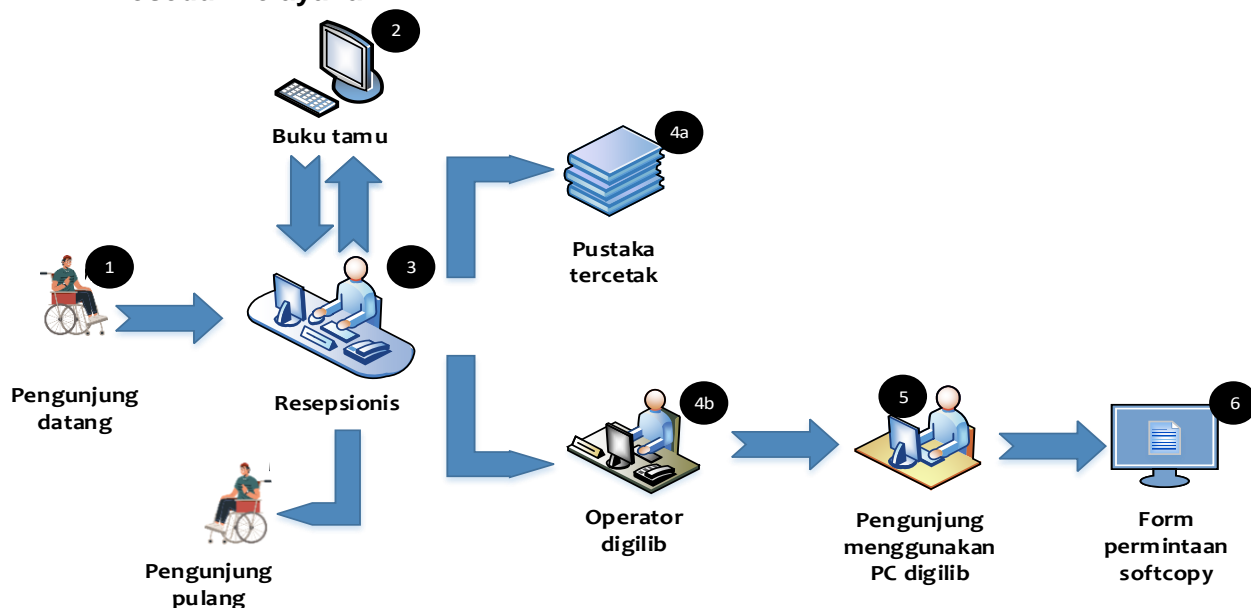 2
Buku tamu
4a
Pustaka
tercetak
1
Pengunjung
datang
3
Resepsionis
Pengunjung
pulang
4b
Operator
digilib
5
Pengunjung
menggunakan
PC digilib
6
Form
permintaan
softcopy